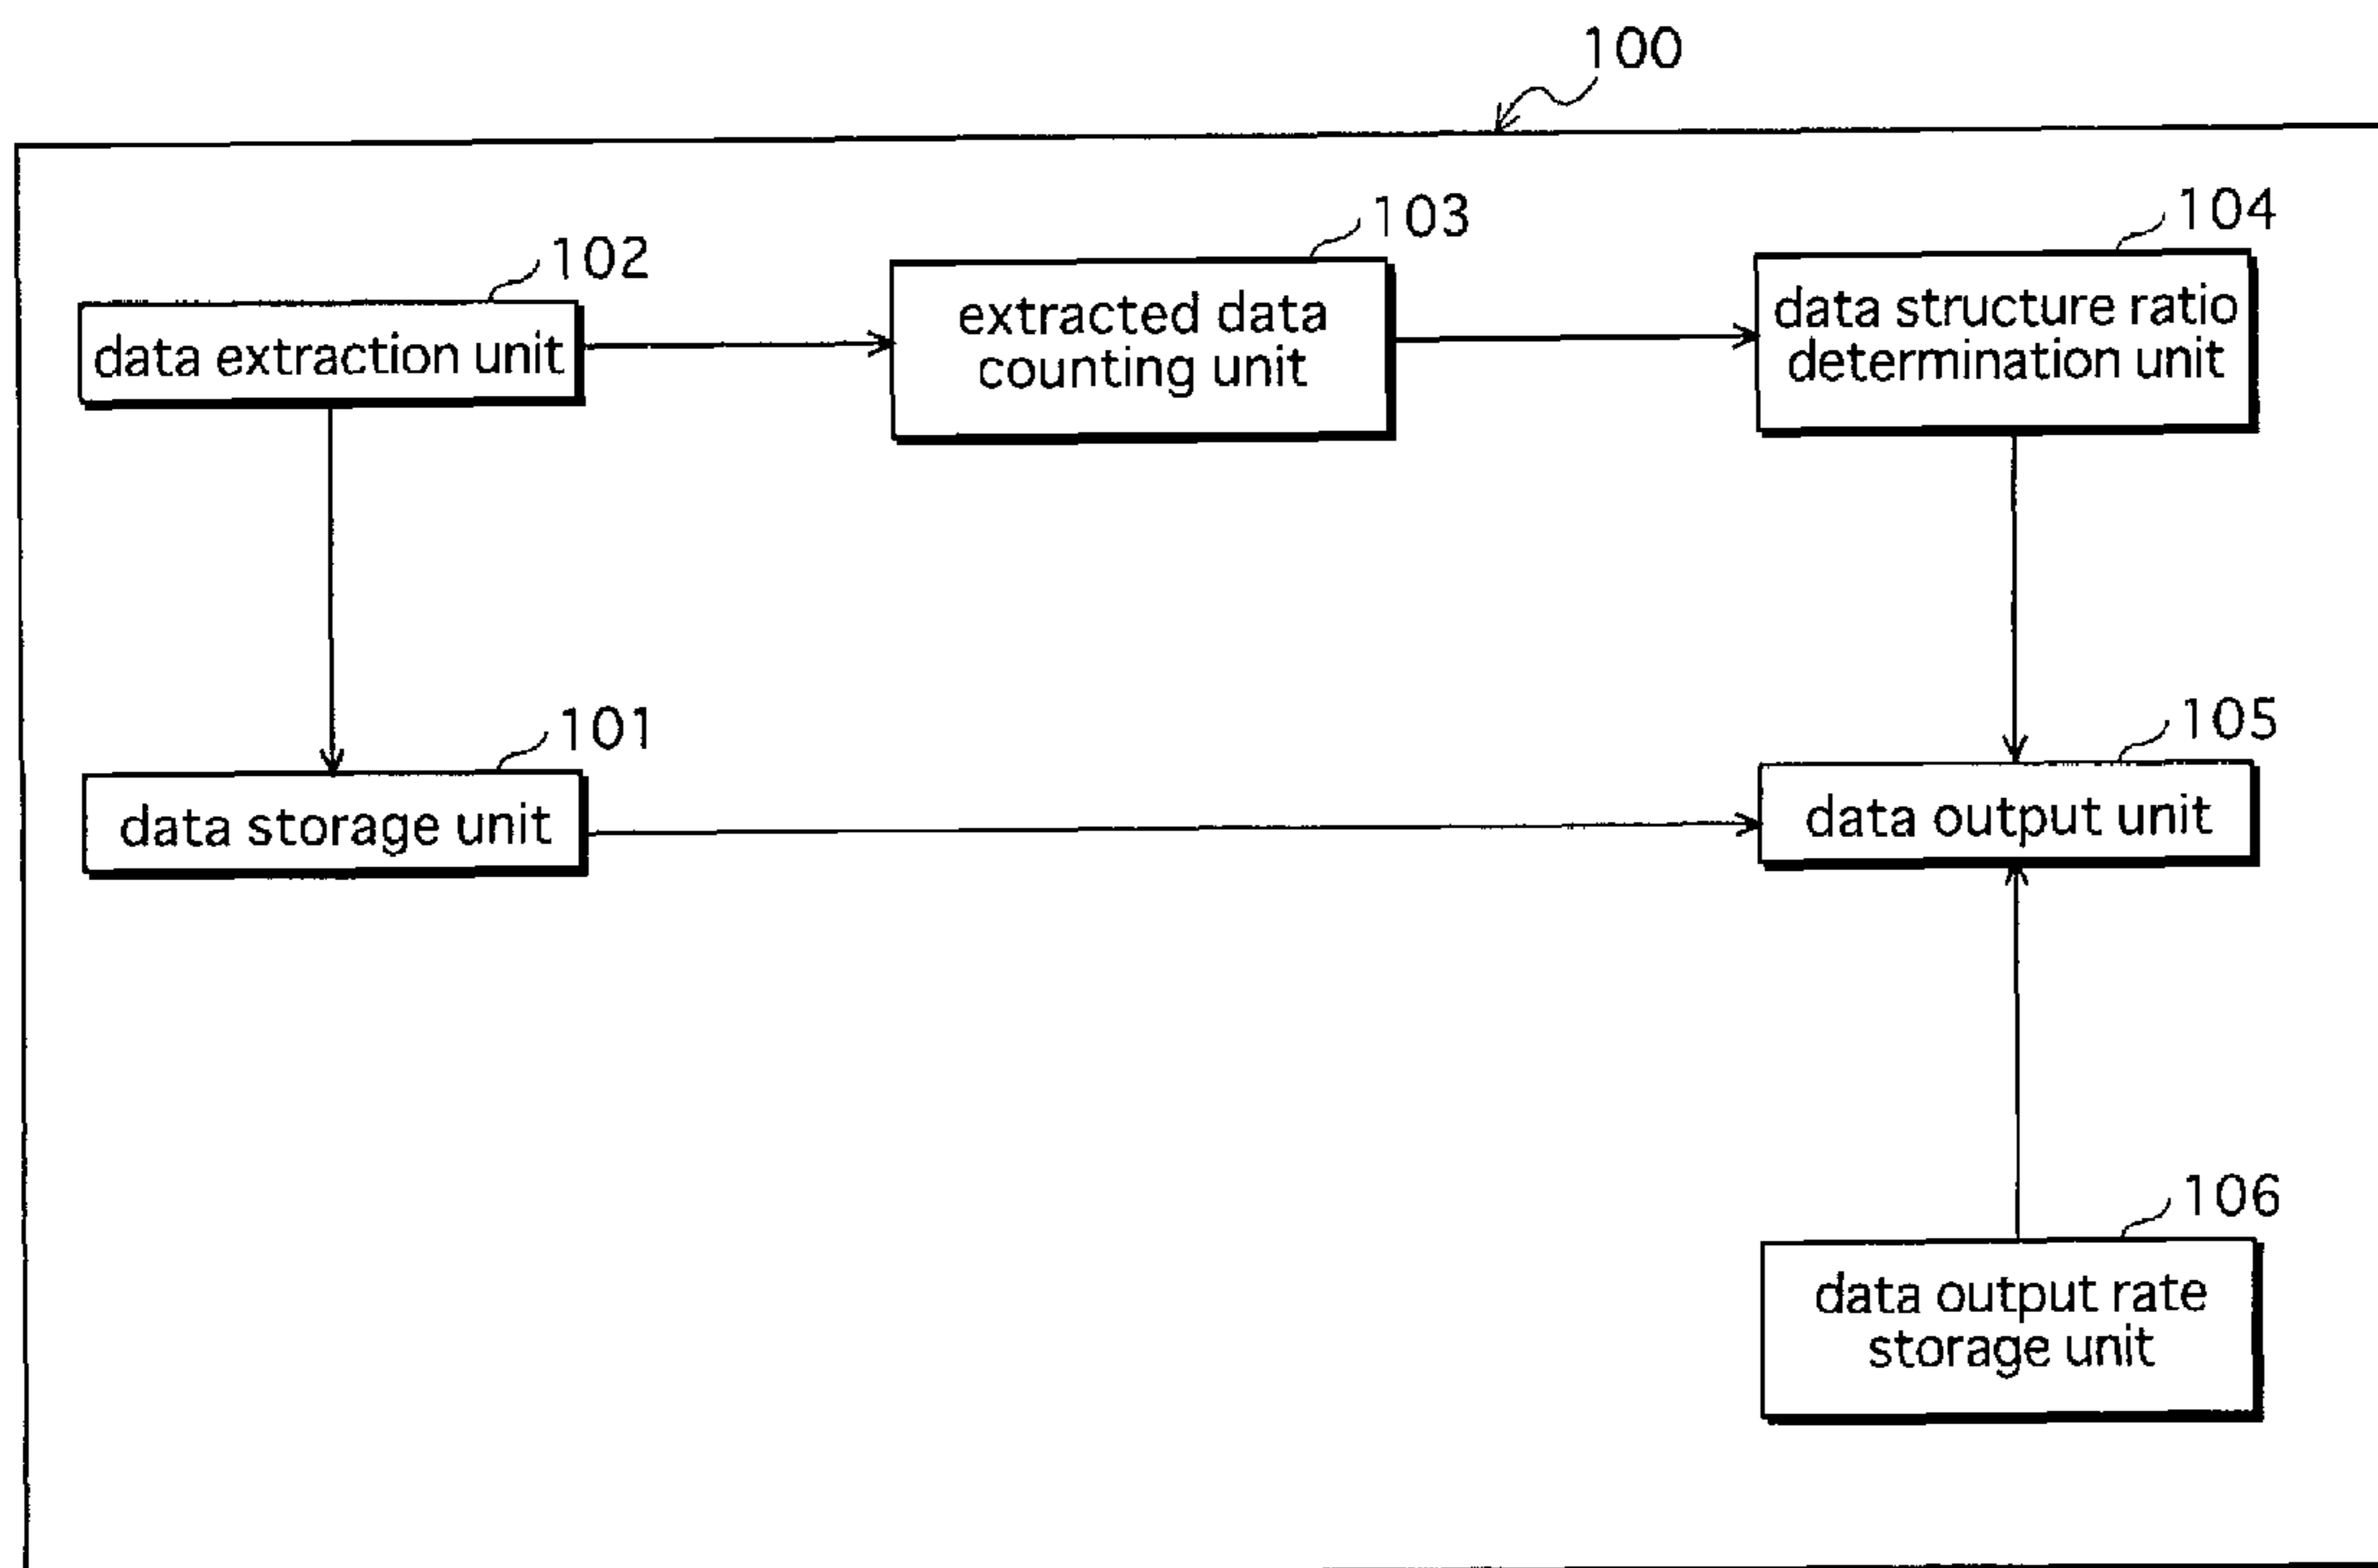 100
102
data extraction unit
103
extracted data
counting unit
104
data structure ratio
determination unit
101
data storage unit
105
data output unit
106
data output rate
storage unit